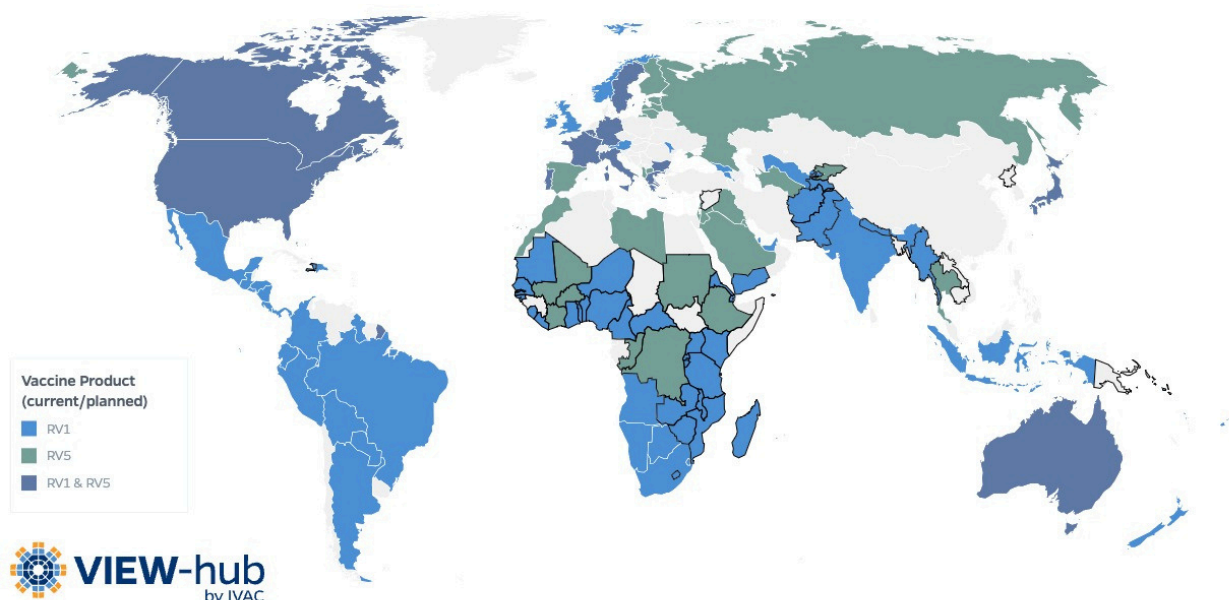 Vaccine Product
(current/planned)
RV1
RV5
RV1 & RV5
VIEW-hub
by IVAC